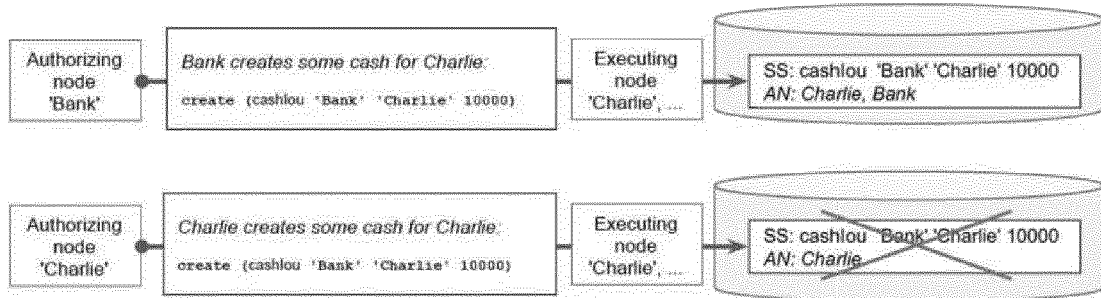 Authorizing
node
'Bank'
Bank creates some cash for Charlie:
create (cashIou 'Bank' 'Charlie' 10000)
Executing
node
'Charlie', ...
SS: cashIou 'Bank' 'Charlie' 10000
AN: Charlie, Bank
Authorizing
node
'Charlie'
Charlie creates some cash for Charlie:
create (cashIou 'Bank' 'Charlie' 10000)
Executing
node
'Charlie', ...
SS: cashIou 'Bank' 'Charlie' 10000
AN: Charlie